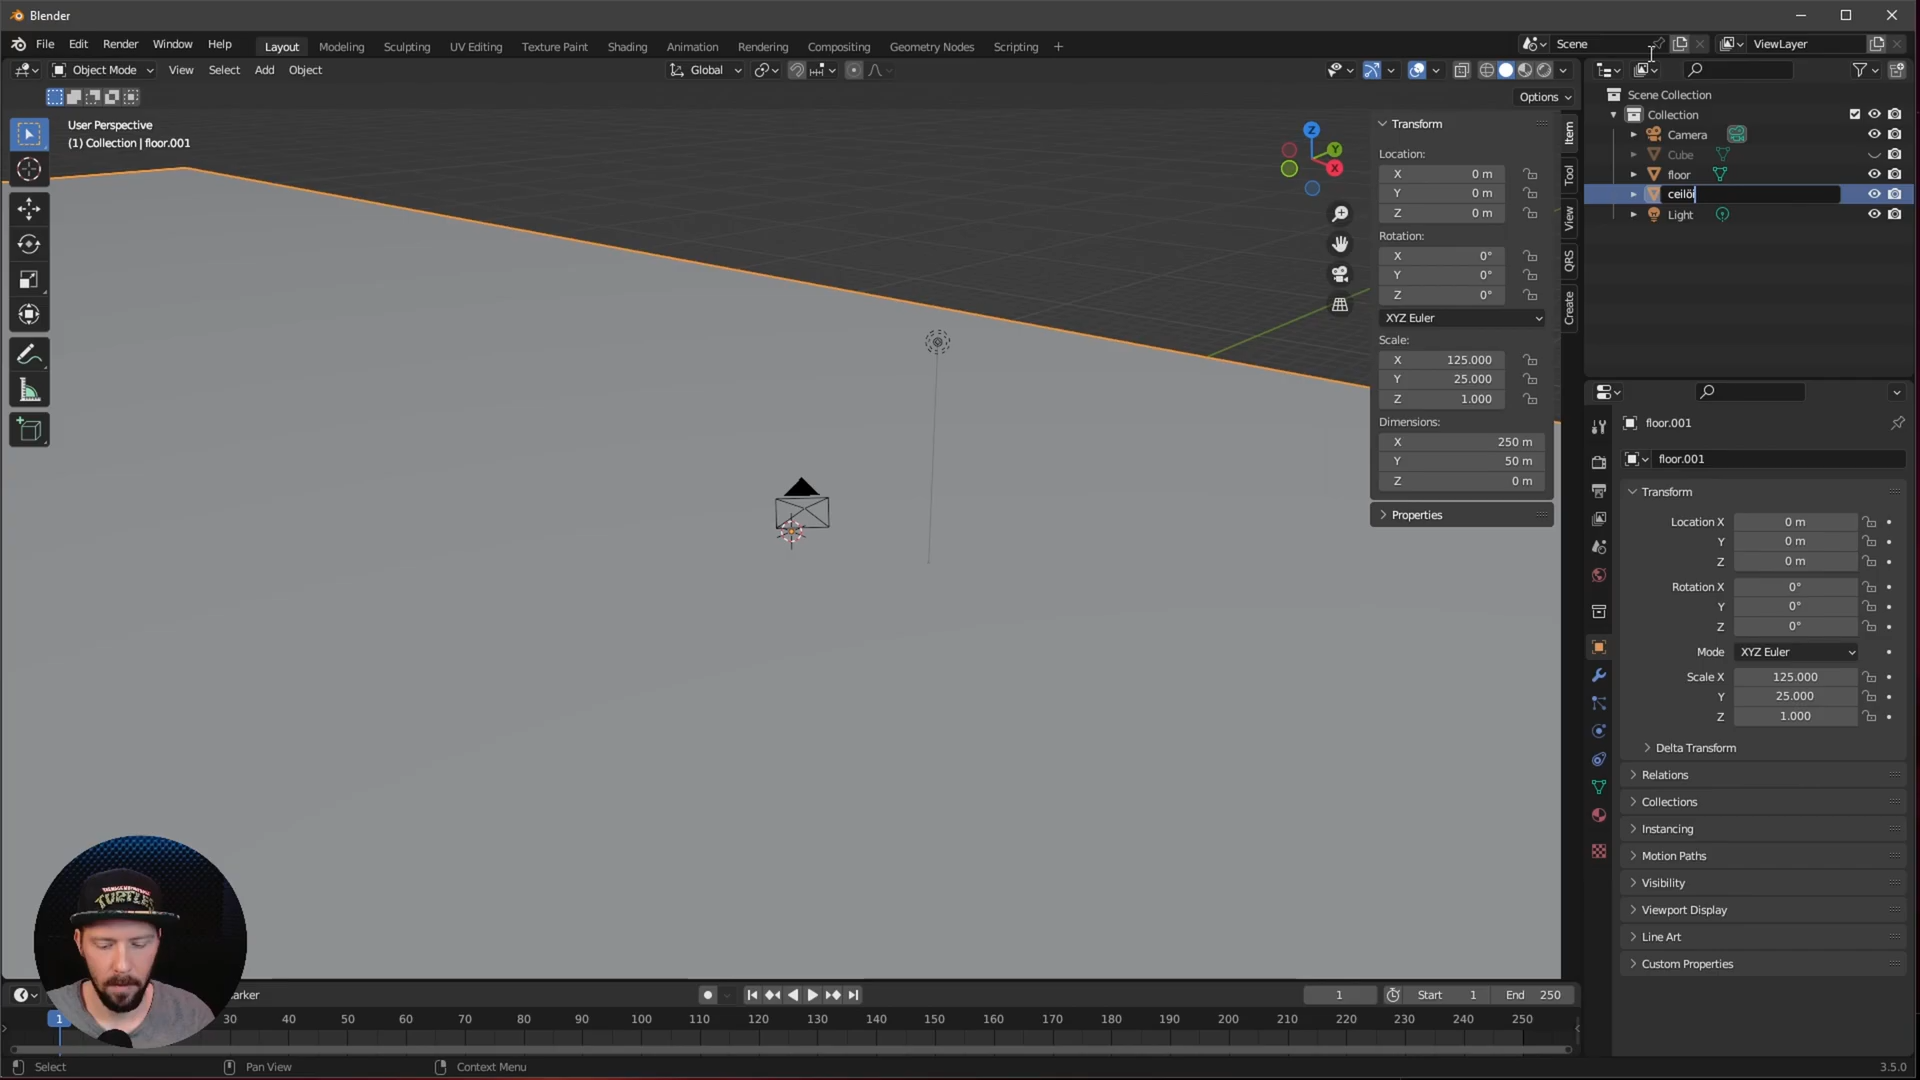 Blender
File Edit Render Window Help Layout Modeling Sculpting UV Editing Texture Paint Shading Animation Rendering Compositing Geometry Nodes Scripting + Scene ViewLayer
Object Mode View Select Add Object Global
Options
User Perspective
(1) Collection | floor.001
Transform
Location:
X 0 m
Y 0 m
Z 0 m
Rotation:
X 0°
Y 0°
Z 0°
XYZ Euler
Scale:
X 125.000
Y 25.000
Z 1.000
Dimensions:
X 250 m
Y 50 m
Z 0 m
Properties
Item
Tool
View
QRS
Create
Z
Y
X
Scene Collection
Collection
Camera
Cube
floor
Light
floor.001
floor.001
Transform
Location X 0 m
Y 0 m
Z 0 m
Rotation X 0°
Y 0°
Z 0°
Mode XYZ Euler
Scale X 125.000
Y 25.000
Z 1.000
Delta Transform
Relations
Collections
Instancing
Motion Paths
Visibility
Viewport Display
Line Art
Custom Properties
TURTLES
arker
1 Start 1 End 250
1 30 40 50 60 70 80 90 100 110 120 130 140 150 160 170 180 190 200 210 220 230 240 250
Select Pan View Context Menu 3.5.0